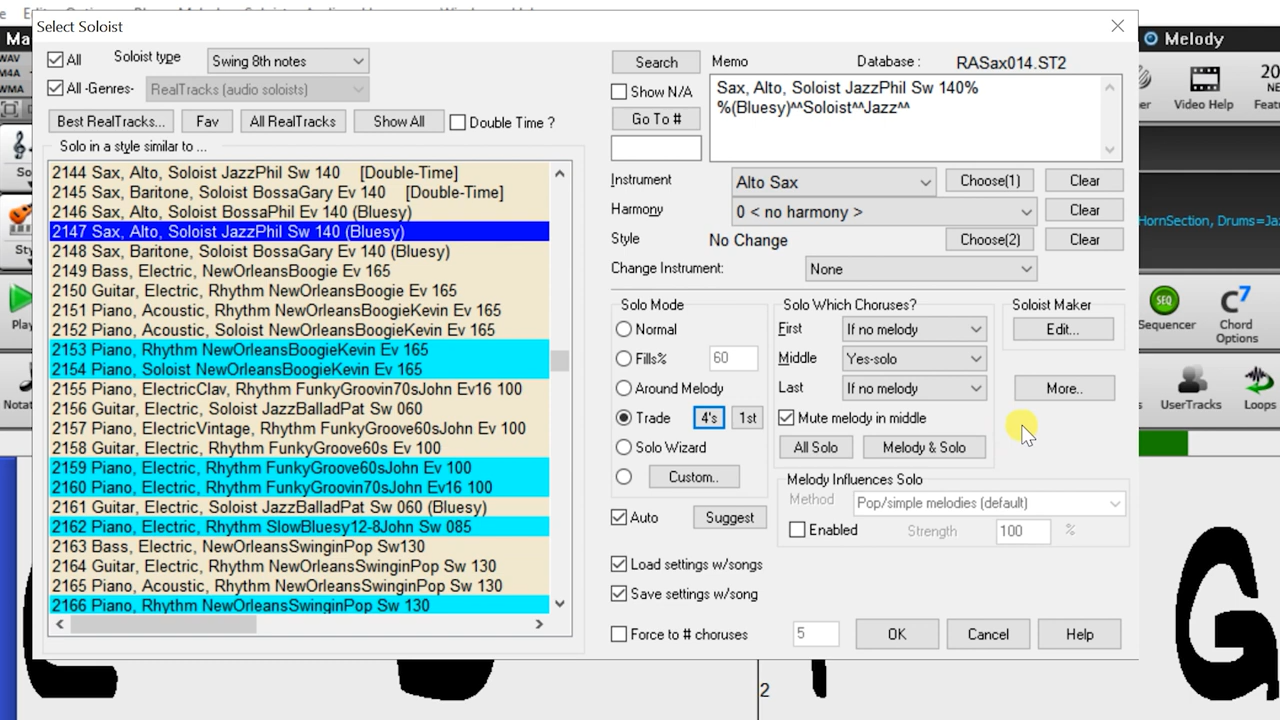 Select Soloist
All
Soloist type
Swing 8th notes
All -Genres-
RealTracks (audio soloists)
Best RealTracks...
Fav
All RealTracks
Show All
Double Time ?
Solo in a style similar to ...
2144 Sax, Alto, Soloist JazzPhil Sw 140 [Double-Time]
2145 Sax, Baritone, Soloist BossaGary Ev 140 [Double-Time]
2146 Sax, Alto, Soloist BossaPhil Ev 140 (Bluesy)
2147 Sax, Alto, Soloist JazzPhil Sw 140 (Bluesy)
2148 Sax, Baritone, Soloist BossaGary Ev 140 (Bluesy)
2149 Bass, Electric, NewOrleansBoogie Ev 165
2150 Guitar, Electric, Rhythm NewOrleansBoogie Ev 165
2151 Piano, Acoustic, Rhythm NewOrleansBoogieKevin Ev 165
2152 Piano, Acoustic, Soloist NewOrleansBoogieKevin Ev 165
2153 Piano, Rhythm NewOrleansBoogieKevin Ev 165
2154 Piano, Soloist NewOrleansBoogieKevin Ev 165
2155 Piano, ElectricClav, Rhythm FunkyGroovin70sJohn Ev16 100
2156 Guitar, Electric, Soloist JazzBalladPat Sw 060
2157 Piano, ElectricVintage, Rhythm FunkyGroove60sJohn Ev 100
2158 Guitar, Electric, Rhythm FunkyGroove60s Ev 100
2159 Piano, Electric, Rhythm FunkyGroove60sJohn Ev 100
2160 Piano, Electric, Rhythm FunkyGroovin70sJohn Ev16 100
2161 Guitar, Electric, Soloist JazzBalladPat Sw 060 (Bluesy)
2162 Piano, Electric, Rhythm SlowBluesy12-8John Sw 085
2163 Bass, Electric, NewOrleansSwinginPop Sw130
2164 Guitar, Electric, Rhythm NewOrleansSwinginPop Sw 130
2165 Piano, Acoustic, Rhythm NewOrleansSwinginPop Sw 130
2166 Piano, Rhythm NewOrleansSwinginPop Sw 130
Search
Memo
Database :
RASax014.ST2
Show N/A
Go To #
Sax, Alto, Soloist JazzPhil Sw 140%
%(Bluesy)^^Soloist^^Jazz^^
Instrument
Alto Sax
Choose(1)
Clear
Harmony
0 < no harmony >
Clear
Style
No Change
Choose(2)
Clear
Change Instrument:
None
Solo Mode
Normal
Fills%
60
Around Melody
Trade
4's
1st
Solo Wizard
Custom..
Auto
Suggest
Solo Which Choruses?
First
If no melody
Middle
Yes-solo
Last
If no melody
Mute melody in middle
All Solo
Melody & Solo
Soloist Maker
Edit...
More..
Melody Influences Solo
Method
Pop/simple melodies (default)
Enabled
Strength
100
%
Load settings w/songs
Save settings w/song
Force to # choruses
5
OK
Cancel
Help
Melody
Video Help
HornSection, Drums=Ja
Sequencer
C7
Chord
Options
UserTracks
Loops
WAV
M4A
WMA
SEQ
2
G